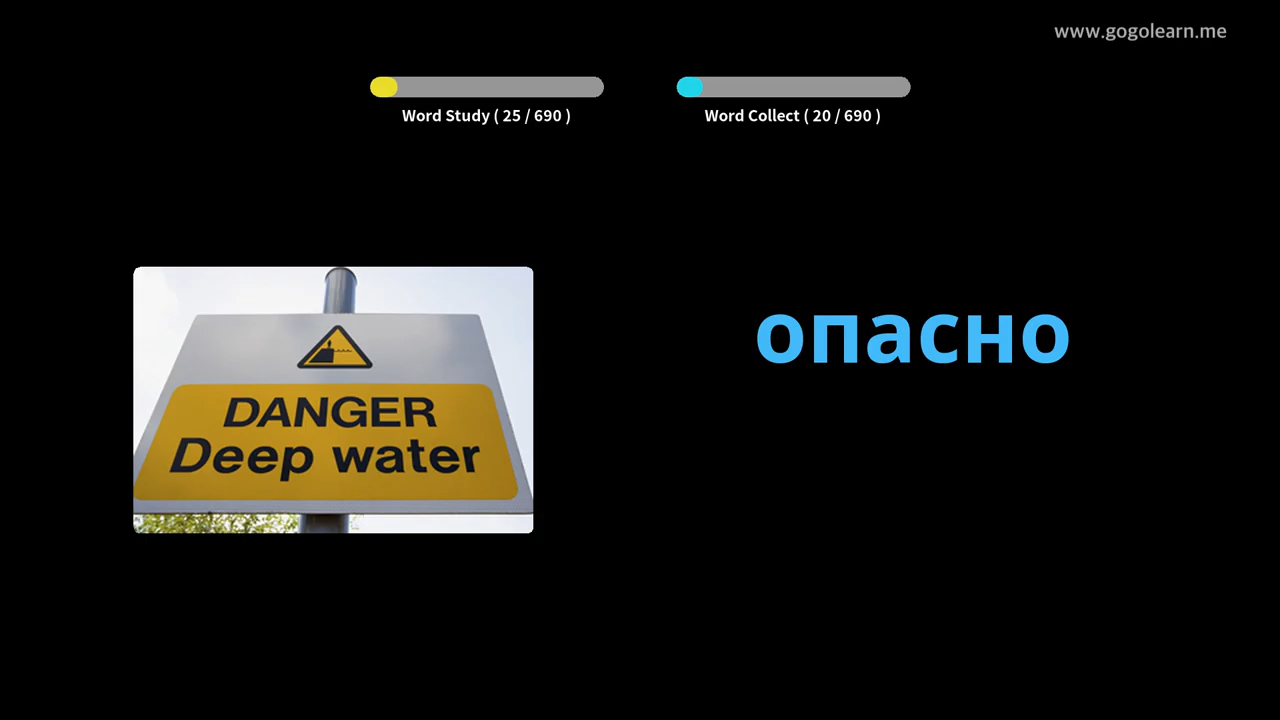 www.gogolearn.me
Word Study ( 25 / 690 )
Word Collect ( 20 / 690 )
DANGER
Deep water
опасно